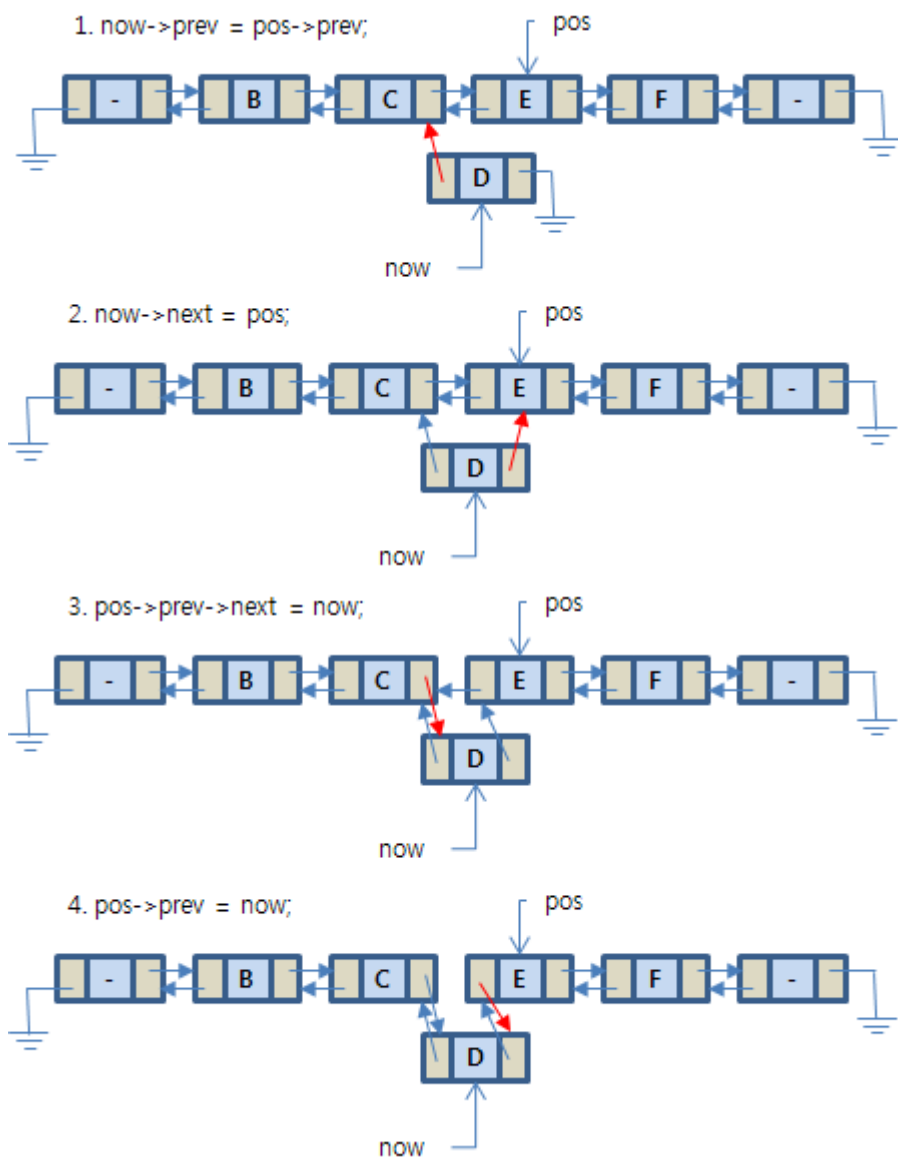 1. now->prev = pos->prev;
pos
- B C E F -
D
now
2. now->next = pos;
pos
- B C E F -
D
now
3. pos->prev->next = now;
pos
- B C E F -
D
now
4. pos->prev = now;
pos
- B C E F -
D
now